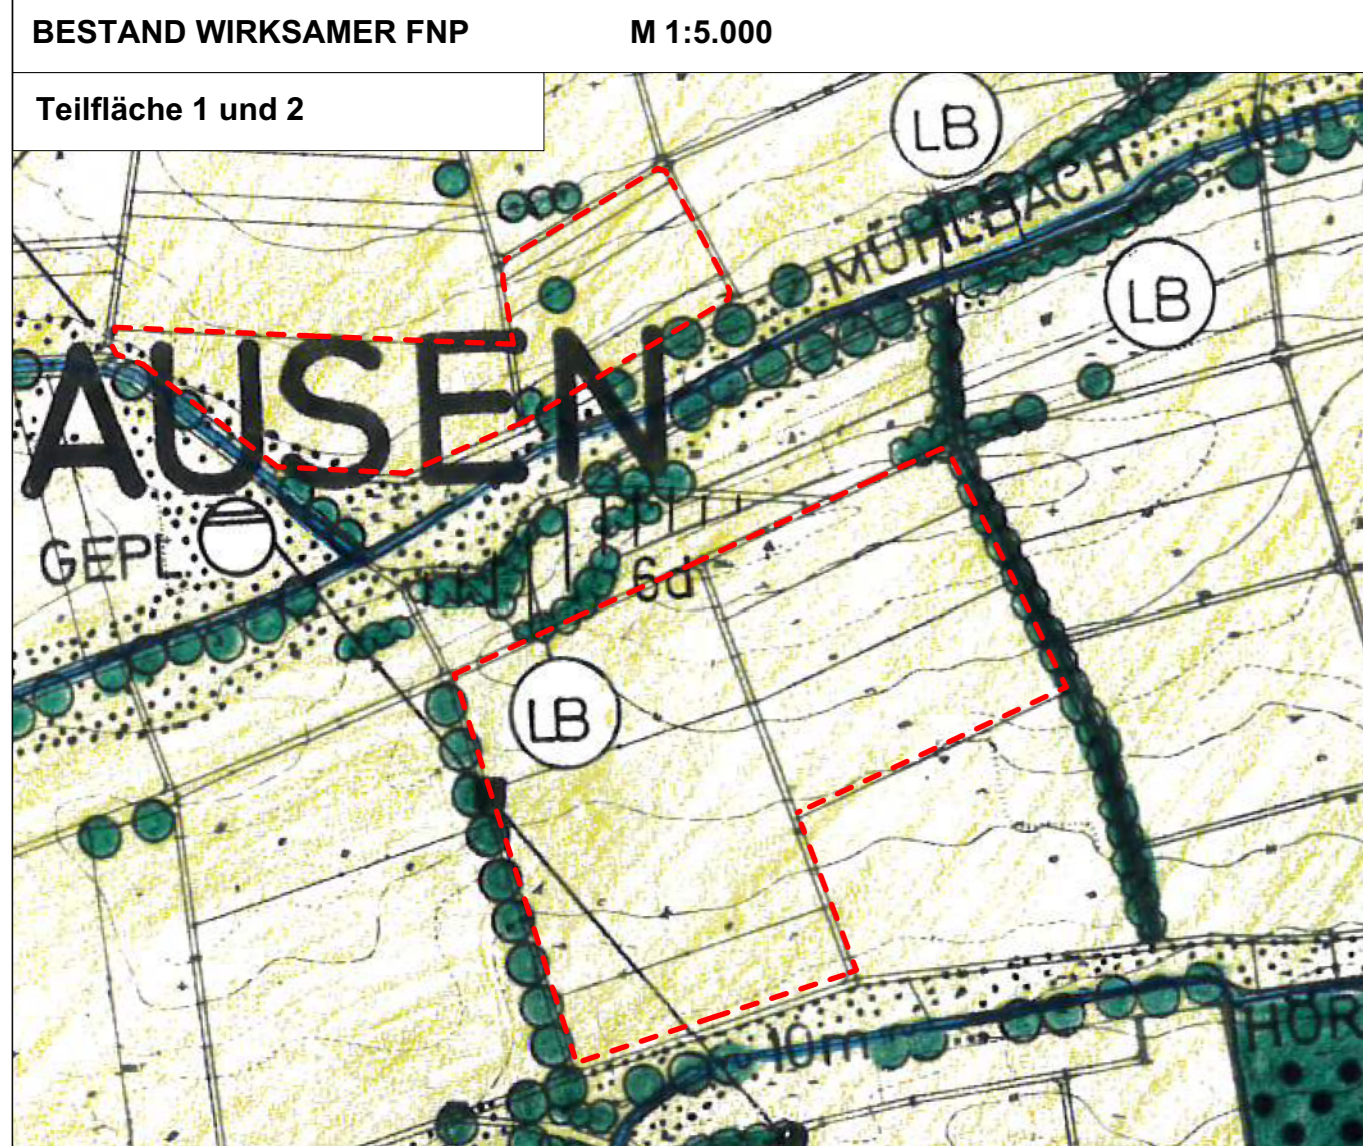 BESTAND WIRKSAMER FNP M 1:5.000
Teilfläche 1 und 2
LB
10m
MÜHLBACH
LB
AUSEN
GEPL
6d
LB
10m
HÖR